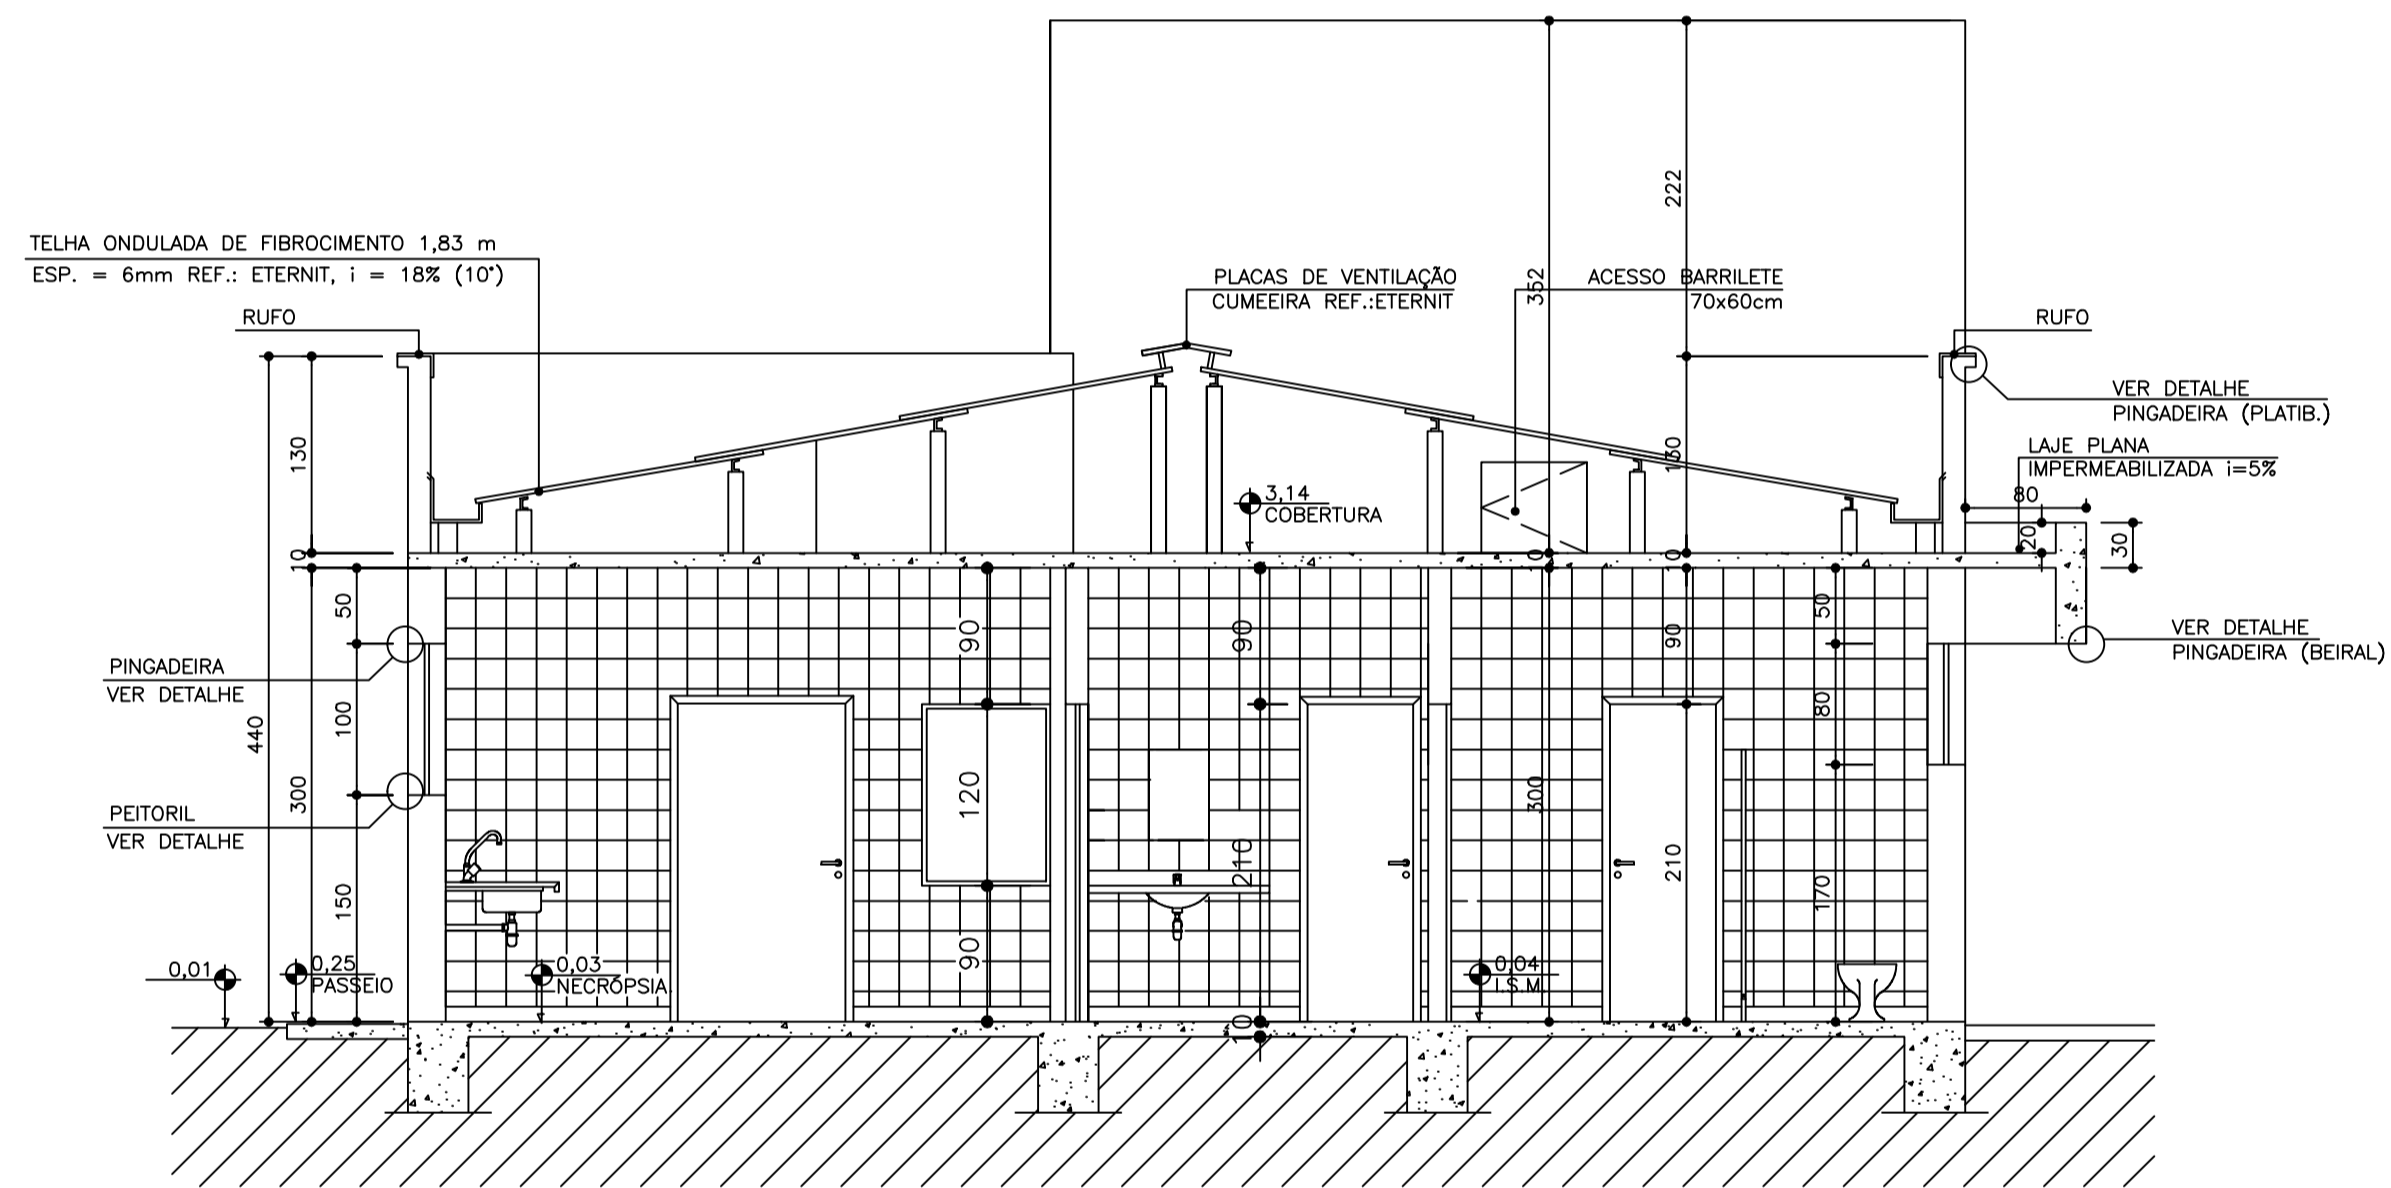 222
TELHA ONDULADA DE FIBROCIMENTO 1,83 m
ESP. = 6mm REF.: ETERNIT, i = 18% (10°)
PLACAS DE VENTILAÇÃO
CUMEEIRA REF.:ETERNIT
352
ACESSO BARRILETE
70x60cm
RUFO
RUFO
VER DETALHE
PINGADEIRA (PLATIB.)
130
130
LAJE PLANA
IMPERMEABILIZADA i=5%
80
3,14
COBERTURA
20
30
10
10
10
50
90
90
90
50
VER DETALHE
PINGADEIRA (BEIRAL)
PINGADEIRA
VER DETALHE
440
100
80
300
120
300
PEITORIL
VER DETALHE
210
210
150
170
90
0,01
0,25
PASSEIO
0,03
NECRÓPSIA
0,04
I.S.M
10